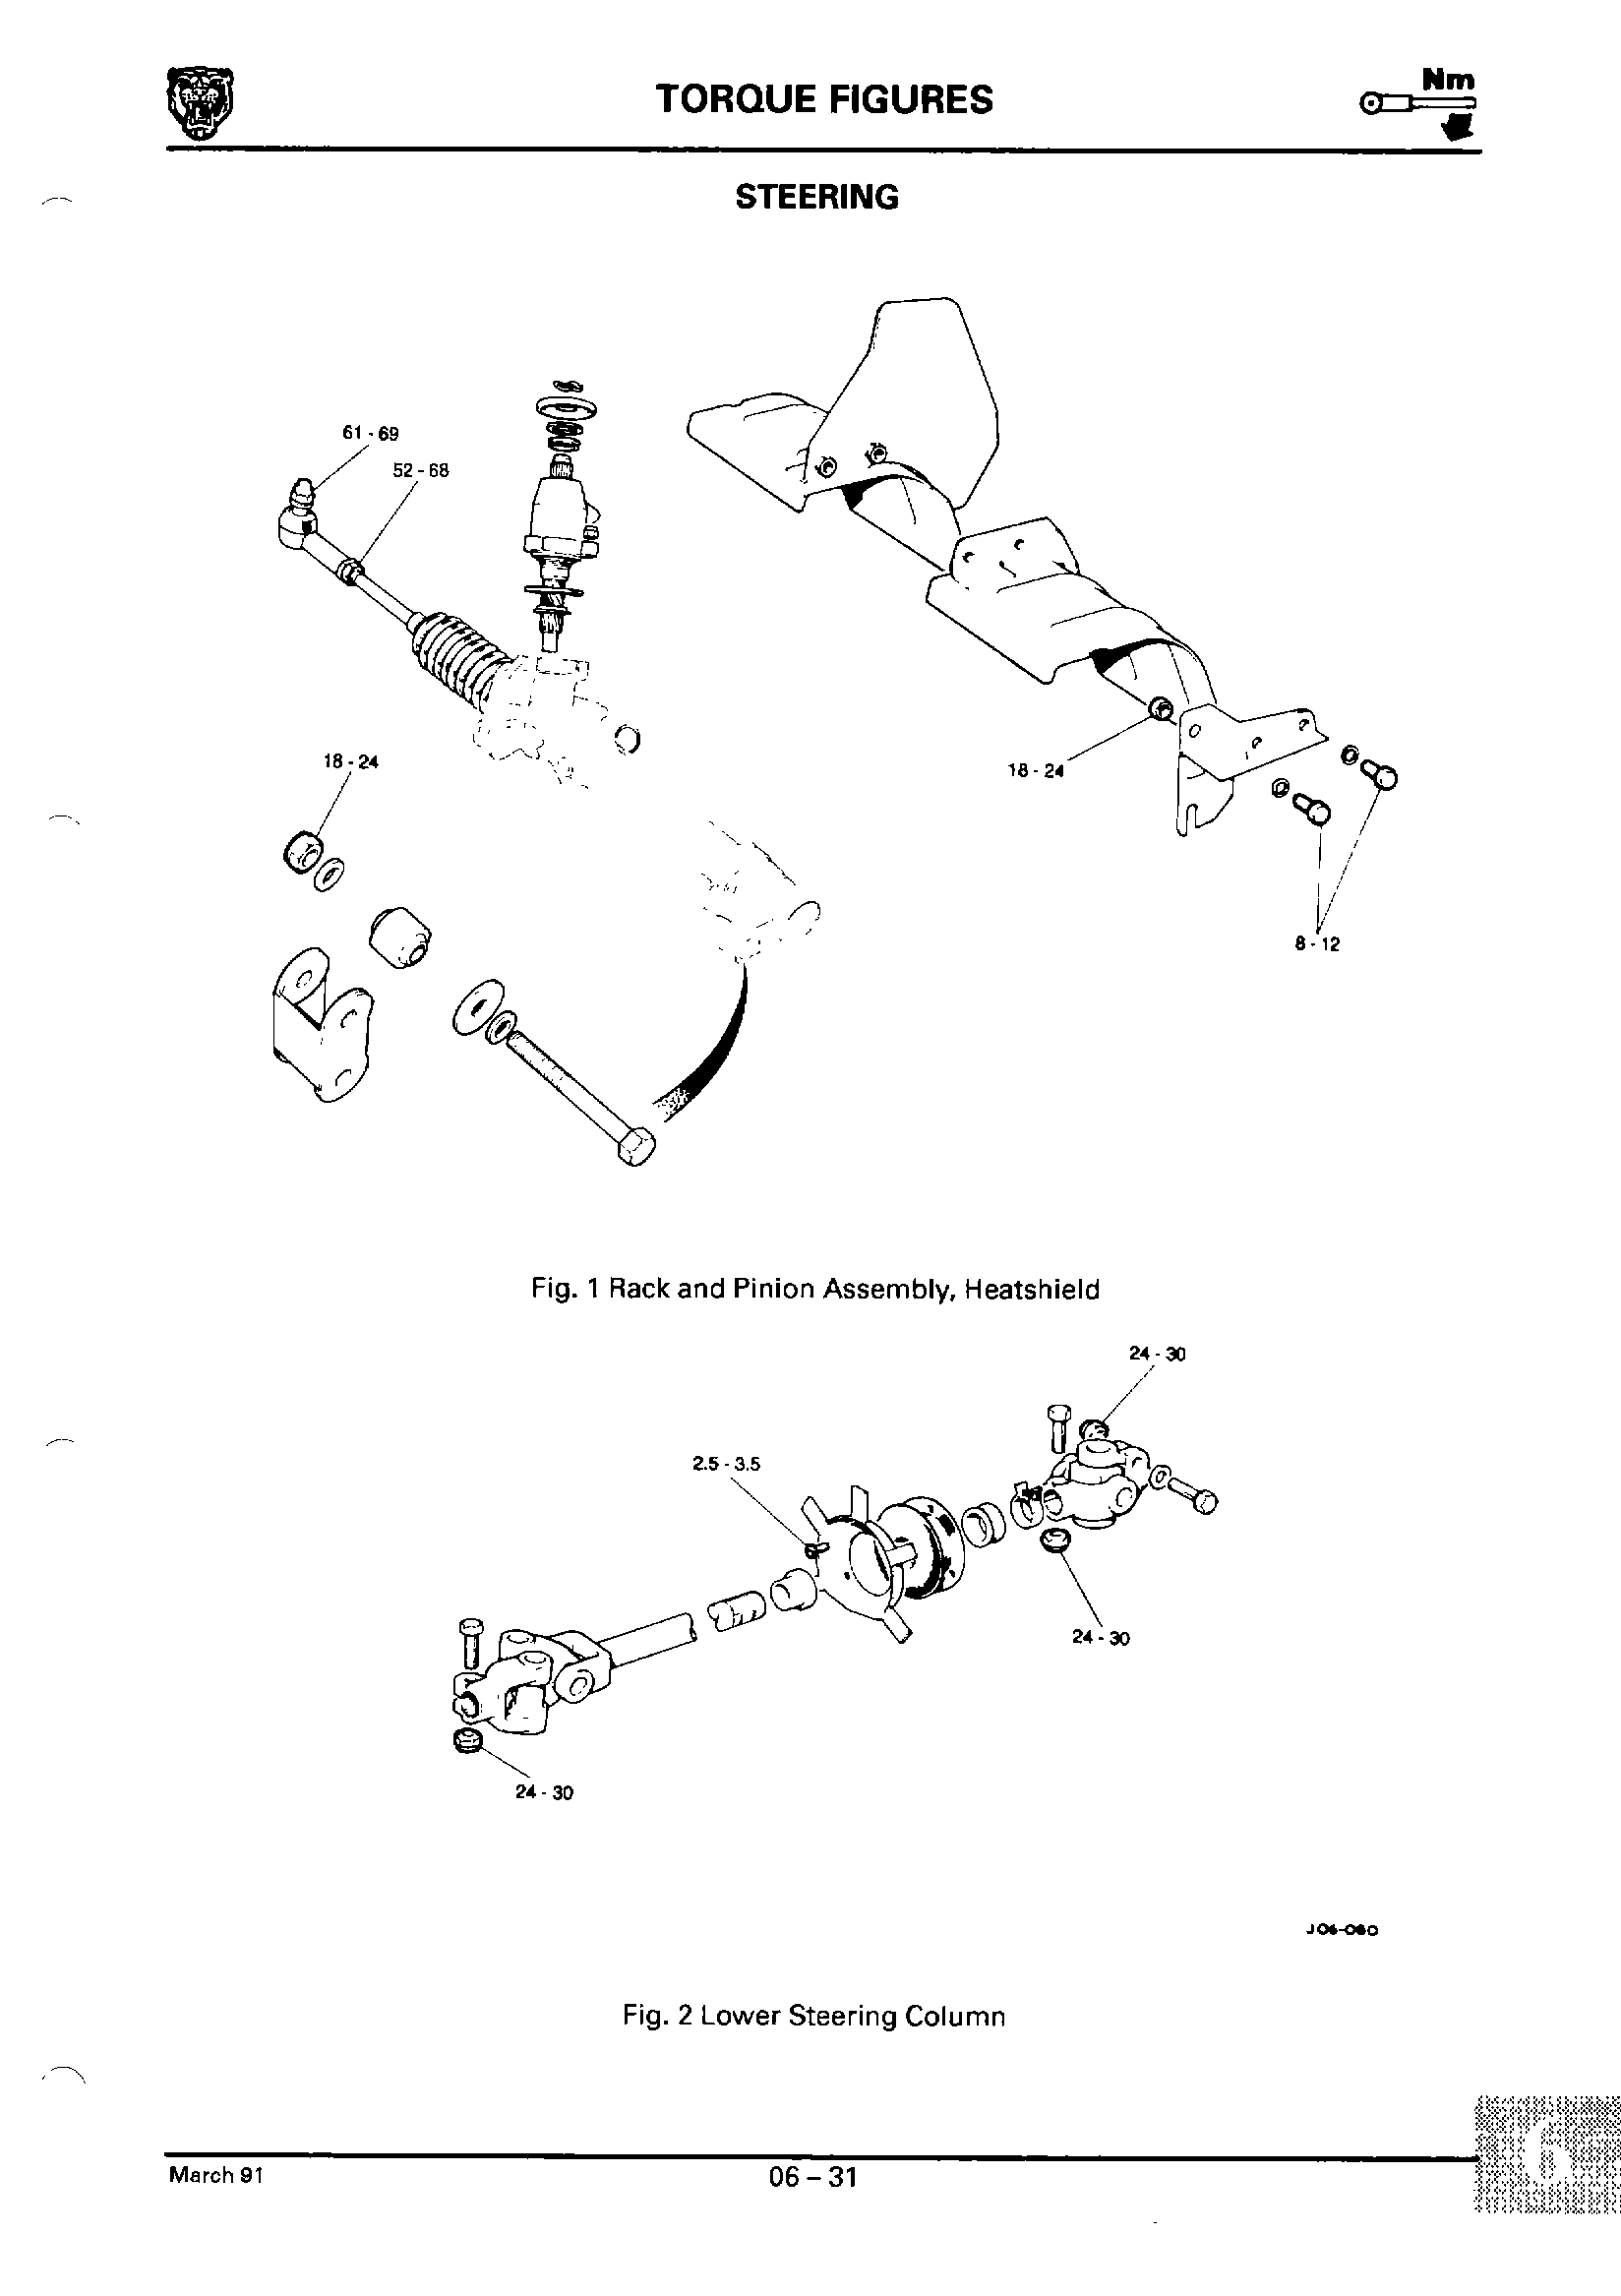 Nm
TORQUE FIGURES
STEERING
61 - 69
52 - 68
18 - 24
18 - 24
8 - 12
Fig. 1 Rack and Pinion Assembly, Heatshield
24 - 30
2.5 - 3.5
24 - 30
24 - 30
J06-060
Fig. 2 Lower Steering Column
6
March 91
06 – 31